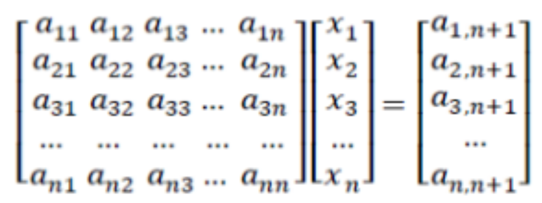 [a₁₁ a₁₂ a₁₃ ... a₁ₙ] [x₁] [a₁,ₙ₊₁]
[a₂₁ a₂₂ a₂₃ ... a₂ₙ] [x₂] [a₂,ₙ₊₁]
[a₃₁ a₃₂ a₃₃ ... a₃ₙ] [x₃] = [a₃,ₙ₊₁]
[... ... ... ... ...] [...] [...]
[aₙ₁ aₙ₂ aₙ₃ ... aₙₙ] [xₙ] [aₙ,ₙ₊₁]